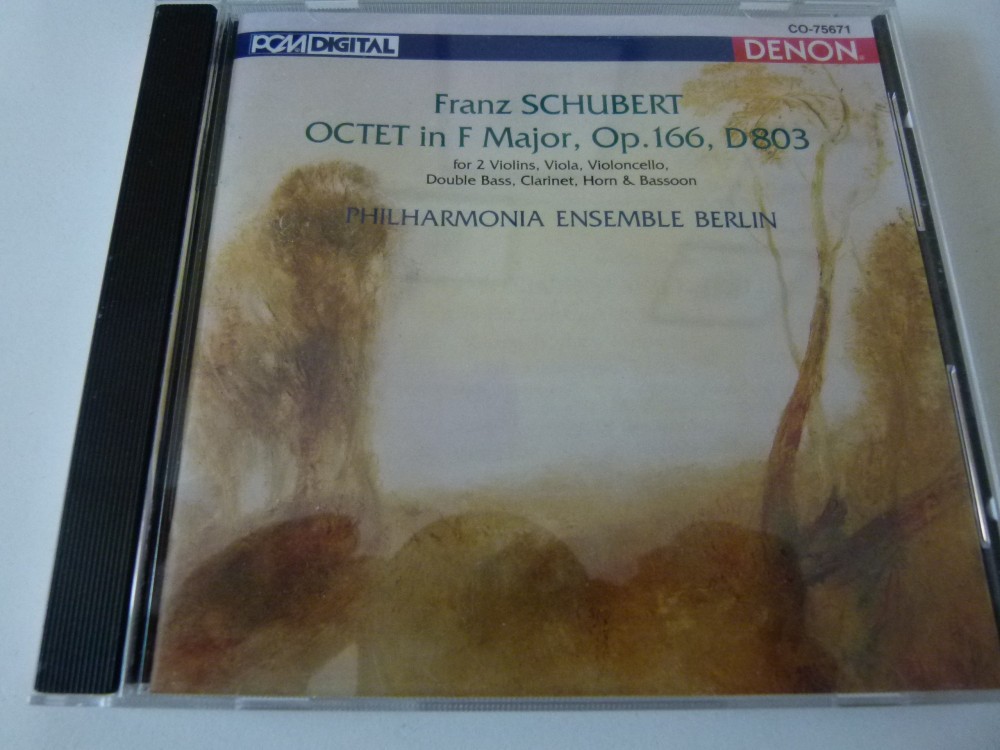 CO-75671
PCM DIGITAL
DENON®
Franz SCHUBERT
OCTET in F Major, Op.166, D803
for 2 Violins, Viola, Violoncello,
Double Bass, Clarinet, Horn & Bassoon
PHILHARMONIA ENSEMBLE BERLIN